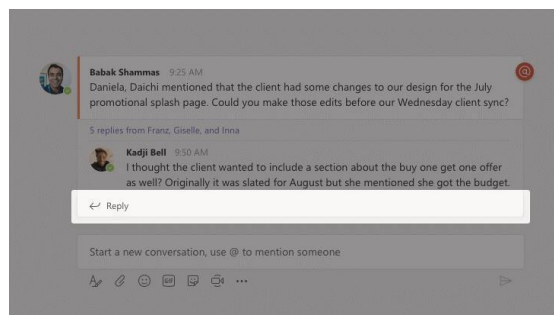 Babak Shammas 9:25 AM
Daniela, Daichi mentioned that the client had some changes to our design for the July
promotional splash page. Could you make those edits before our Wednesday client sync?
5 replies from Franz, Giselle, and Inna
Kadji Bell 9:50 AM
I thought the client wanted to include a section about the buy one get one offer
as well? Originally it was slated for August but she mentioned she got the budget.
Reply
Start a new conversation, use @ to mention someone
GIF